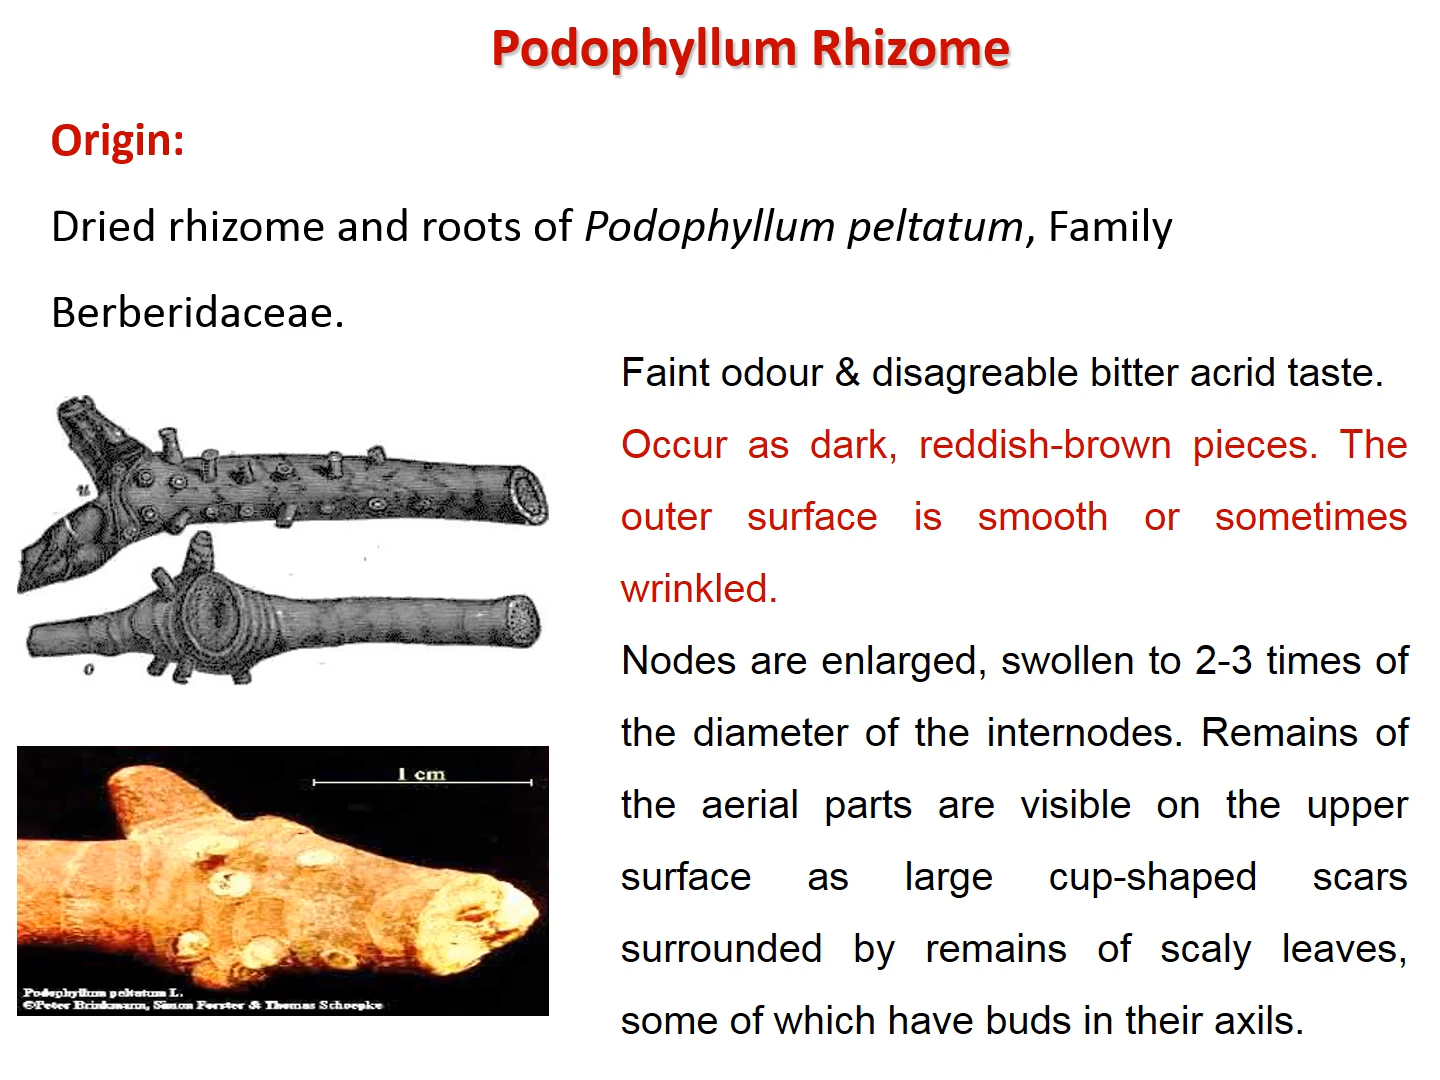 Podophyllum Rhizome
Origin:
Dried rhizome and roots of Podophyllum peltatum, Family
Berberidaceae.
Faint odour & disagreable bitter acrid taste.
Occur as dark, reddish-brown pieces. The
outer surface is smooth or sometimes
wrinkled.
Nodes are enlarged, swollen to 2-3 times of
the diameter of the internodes. Remains of
the aerial parts are visible on the upper
surface as large cup-shaped scars
surrounded by remains of scaly leaves,
some of which have buds in their axils.
u
o
1 cm
Podophyllum peltatum L.
©Peter Brinkmann, Simon Forster & Thomas Schoepke